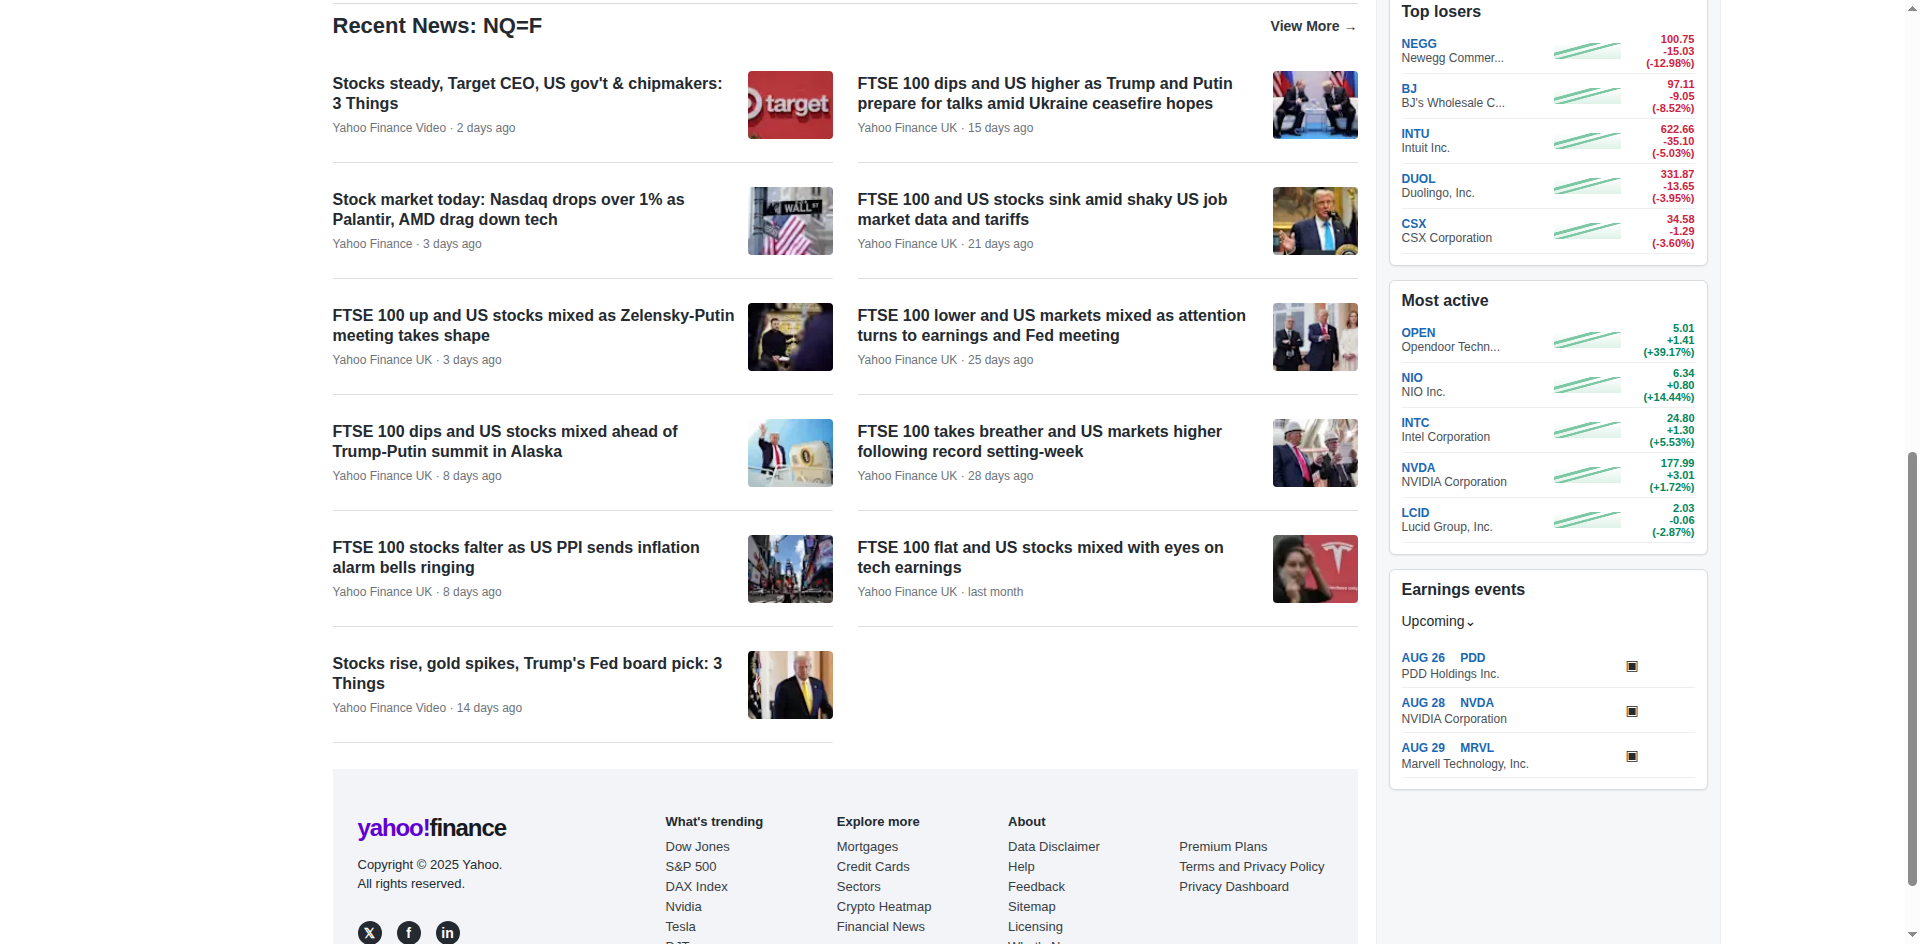 Recent News: NQ=F
View More →
Stocks steady, Target CEO, US gov't & chipmakers:
3 Things
Yahoo Finance Video · 2 days ago
target
Stock market today: Nasdaq drops over 1% as
Palantir, AMD drag down tech
Yahoo Finance · 3 days ago
WALL ST
FTSE 100 up and US stocks mixed as Zelensky-Putin
meeting takes shape
Yahoo Finance UK · 3 days ago
FTSE 100 dips and US stocks mixed ahead of
Trump-Putin summit in Alaska
Yahoo Finance UK · 8 days ago
FTSE 100 stocks falter as US PPI sends inflation
alarm bells ringing
Yahoo Finance UK · 8 days ago
Stocks rise, gold spikes, Trump's Fed board pick: 3
Things
Yahoo Finance Video · 14 days ago
FTSE 100 dips and US higher as Trump and Putin
prepare for talks amid Ukraine ceasefire hopes
Yahoo Finance UK · 15 days ago
FTSE 100 and US stocks sink amid shaky US job
market data and tariffs
Yahoo Finance UK · 21 days ago
FTSE 100 lower and US markets mixed as attention
turns to earnings and Fed meeting
Yahoo Finance UK · 25 days ago
FTSE 100 takes breather and US markets higher
following record setting-week
Yahoo Finance UK · 28 days ago
FTSE 100 flat and US stocks mixed with eyes on
tech earnings
Yahoo Finance UK · last month
Top losers
NEGG
Newegg Commer...
100.75
-15.03
(-12.98%)
BJ
BJ's Wholesale C...
97.11
-9.05
(-8.52%)
INTU
Intuit Inc.
622.66
-35.10
(-5.03%)
DUOL
Duolingo, Inc.
331.87
-13.65
(-3.95%)
CSX
CSX Corporation
34.58
-1.29
(-3.60%)
Most active
OPEN
Opendoor Techn...
5.01
+1.41
(+39.17%)
NIO
NIO Inc.
6.34
+0.80
(+14.44%)
INTC
Intel Corporation
24.80
+1.30
(+5.53%)
NVDA
NVIDIA Corporation
177.99
+3.01
(+1.72%)
LCID
Lucid Group, Inc.
2.03
-0.06
(-2.87%)
Earnings events
Upcoming
AUG 26 PDD
PDD Holdings Inc.
AUG 28 NVDA
NVIDIA Corporation
AUG 29 MRVL
Marvell Technology, Inc.
yahoo!finance
Copyright © 2025 Yahoo.
All rights reserved.
𝕏 f in
What's trending
Dow Jones
S&P 500
DAX Index
Nvidia
Tesla
Explore more
Mortgages
Credit Cards
Sectors
Crypto Heatmap
Financial News
About
Data Disclaimer
Help
Feedback
Sitemap
Licensing
Premium Plans
Terms and Privacy Policy
Privacy Dashboard